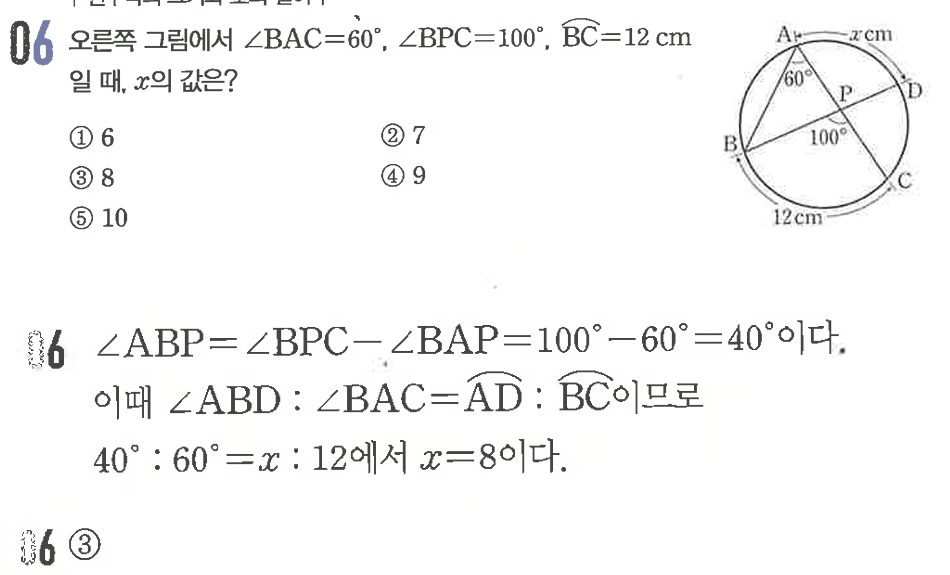 06 오른쪽 그림에서 ∠BAC=60°, ∠BPC=100°, B͡C=12 cm
일 때, x의 값은?
① 6 ② 7
③ 8 ④ 9
⑤ 10
A x cm
60° P D
B 100°
C
12 cm
06 ∠ABP=∠BPC-∠BAP=100°-60°=40°이다.
이때 ∠ABD : ∠BAC=A͡D : B͡C이므로
40° : 60°=x : 12에서 x=8이다.
06 ③